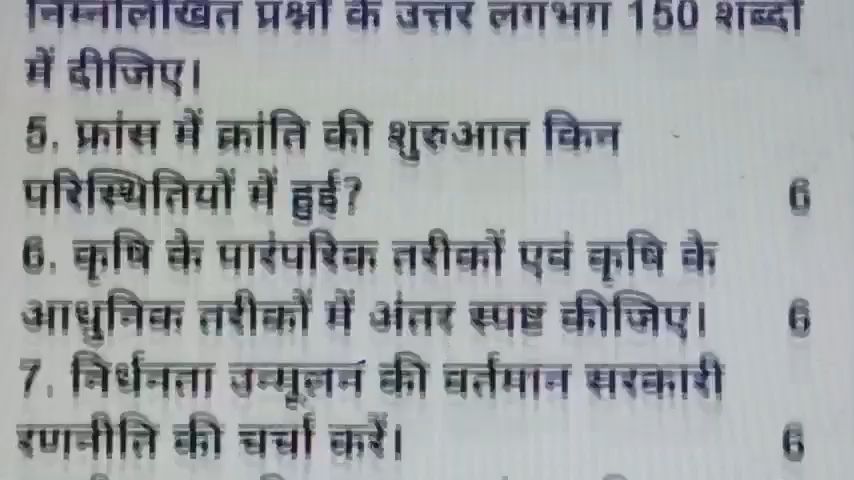 निम्नलिखित प्रश्नों के उत्तर लगभग 150 शब्दों
में दीजिए।
5. फ्रांस में क्रांति की शुरुआत किन
परिस्थितियों में हुई? 6
6. कृषि के पारंपरिक तरीकों एवं कृषि के
आधुनिक तरीकों में अंतर स्पष्ट कीजिए। 6
7. निर्धनता उन्मूलन की वर्तमान सरकारी
रणनीति की चर्चा करें। 6